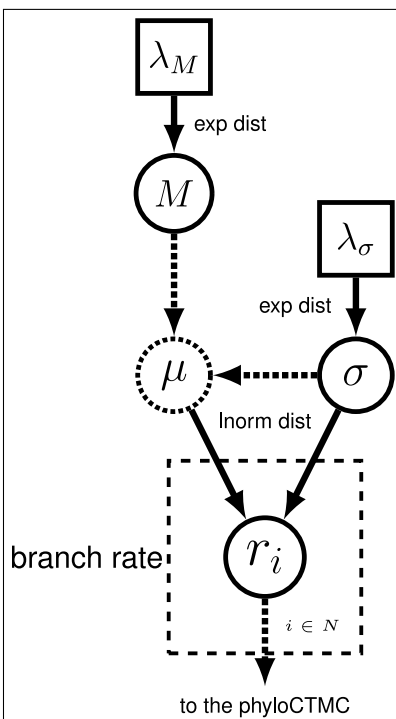 λ_M
exp dist
M
λ_σ
exp dist
μ
σ
lnorm dist
branch rate
r_i
i ∈ N
to the phyloCTMC